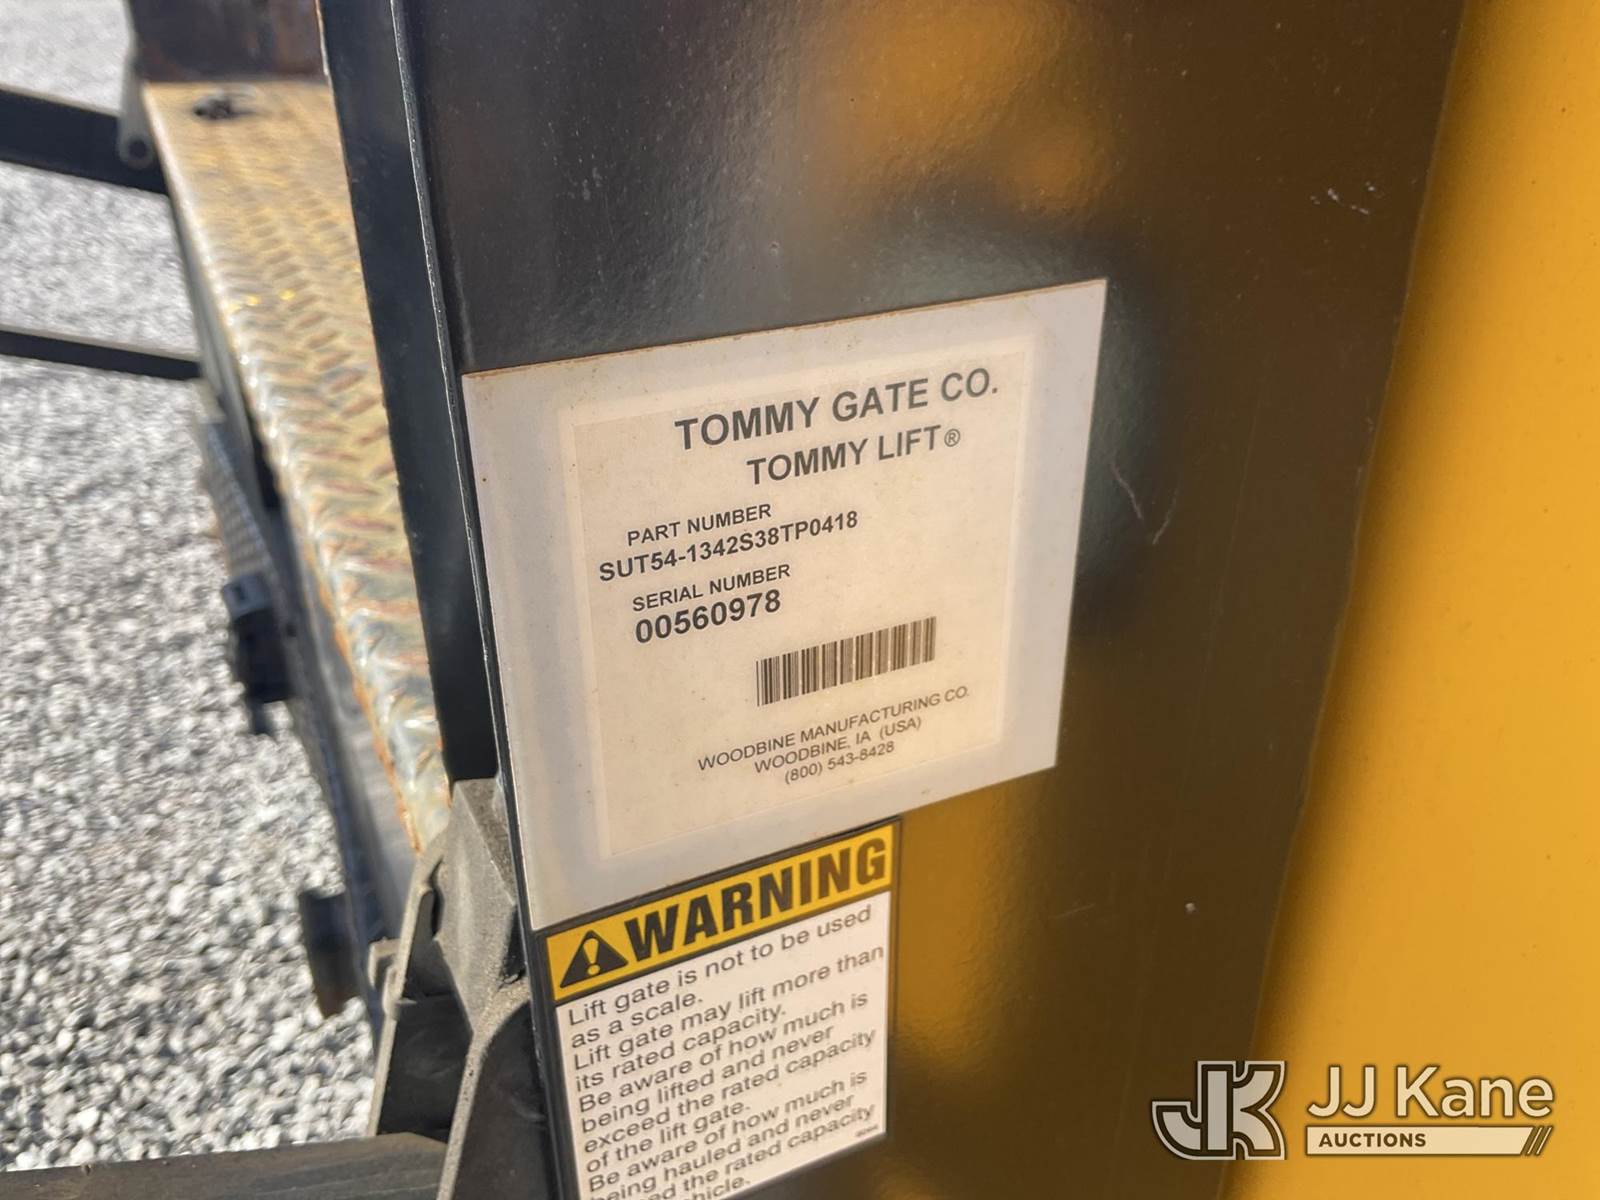 TOMMY GATE CO.
TOMMY LIFT®
PART NUMBER
SUT54-1342S38TP0418
SERIAL NUMBER
00560978
WOODBINE MANUFACTURING CO.
WOODBINE, IA (USA)
(800) 543-8428
WARNING
Lift gate is not to be used
as a scale.
Lift gate may lift more than
its rated capacity.
Be aware of how much is
being lifted and never
exceed the rated capacity
of the lift gate.
Be aware of how much is
being hauled and never
the rated capacity
JK JJ Kane
AUCTIONS